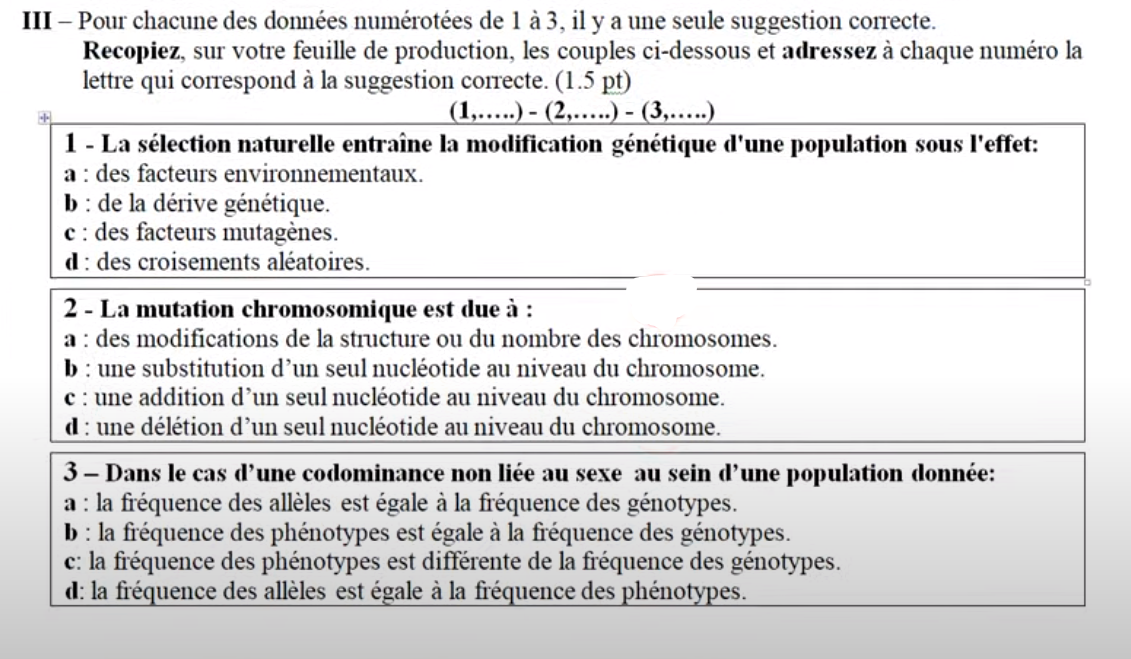 III – Pour chacune des données numérotées de 1 à 3, il y a une seule suggestion correcte.
Recopiez, sur votre feuille de production, les couples ci-dessous et adressez à chaque numéro la
lettre qui correspond à la suggestion correcte. (1.5 pt)
(1,…..) - (2,…..) - (3,…..)
1 - La sélection naturelle entraîne la modification génétique d'une population sous l'effet:
a : des facteurs environnementaux.
b : de la dérive génétique.
c : des facteurs mutagènes.
d : des croisements aléatoires.
2 - La mutation chromosomique est due à :
a : des modifications de la structure ou du nombre des chromosomes.
b : une substitution d’un seul nucléotide au niveau du chromosome.
c : une addition d’un seul nucléotide au niveau du chromosome.
d : une délétion d’un seul nucléotide au niveau du chromosome.
3 – Dans le cas d’une codominance non liée au sexe au sein d’une population donnée:
a : la fréquence des allèles est égale à la fréquence des génotypes.
b : la fréquence des phénotypes est égale à la fréquence des génotypes.
c: la fréquence des phénotypes est différente de la fréquence des génotypes.
d: la fréquence des allèles est égale à la fréquence des phénotypes.